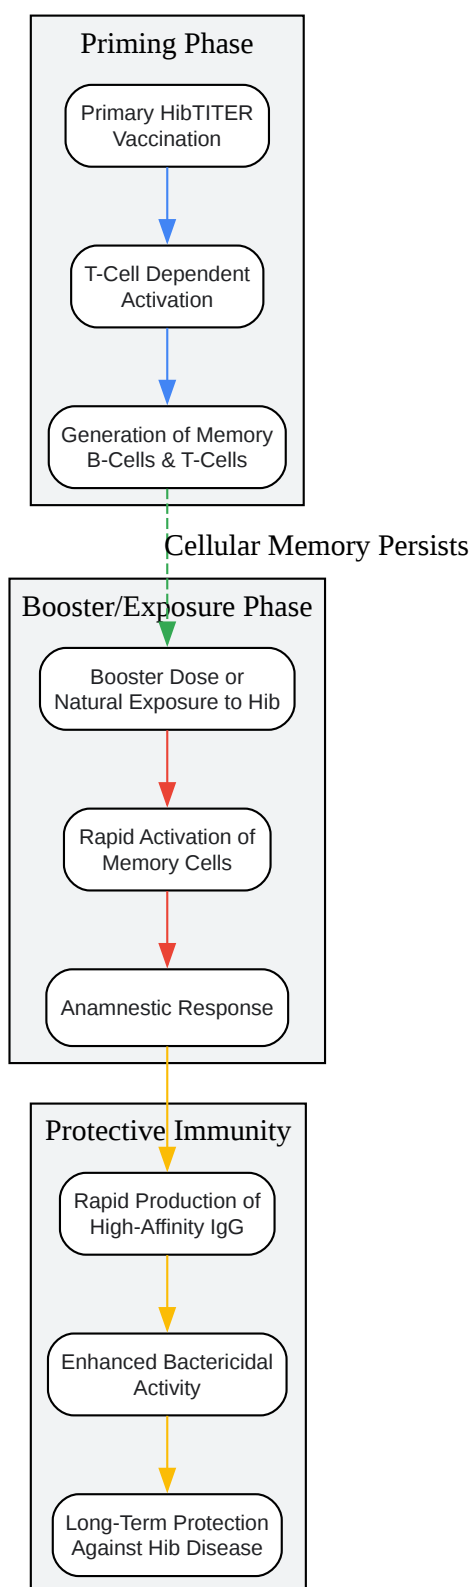 Priming Phase
Primary HibTITER
Vaccination
T-Cell Dependent
Activation
Generation of Memory
B-Cells & T-Cells
Cellular Memory Persists
Booster/Exposure Phase
Booster Dose or
Natural Exposure to Hib
Rapid Activation of
Memory Cells
Anamnestic Response
Protective Immunity
Rapid Production of
High-Affinity IgG
Enhanced Bactericidal
Activity
Long-Term Protection
Against Hib Disease